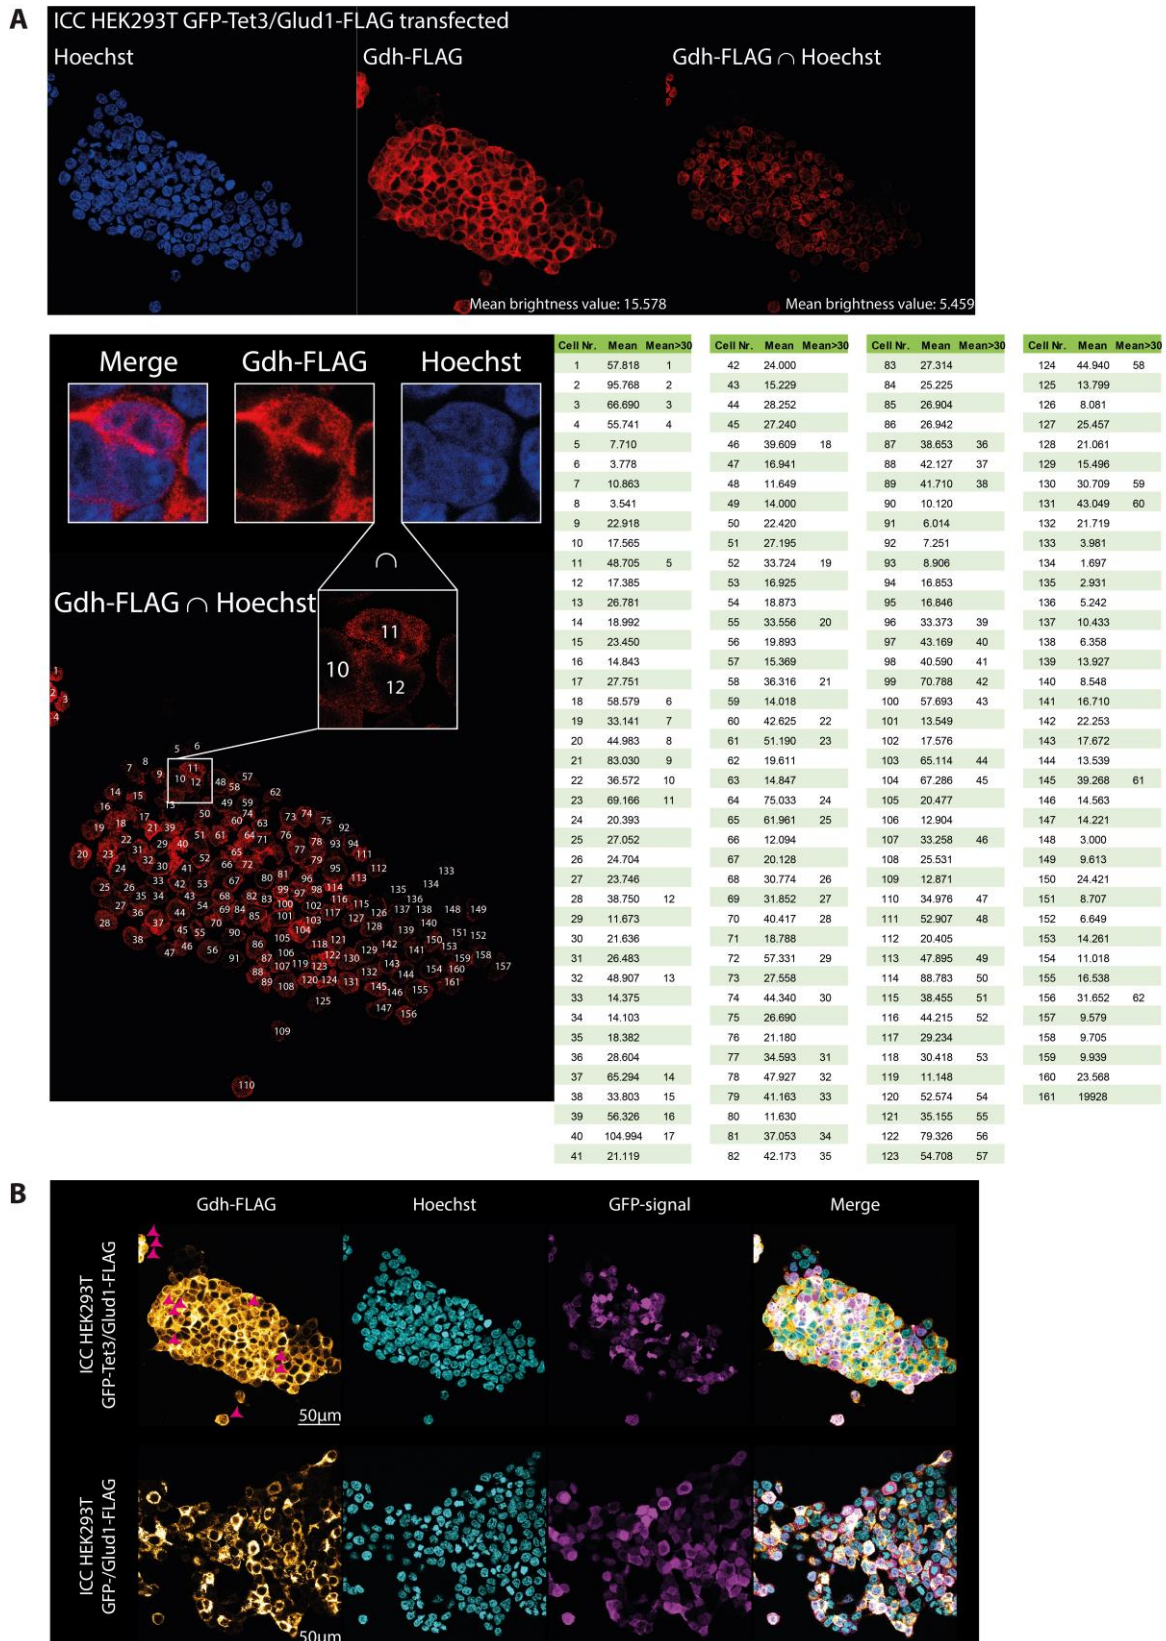 A
ICC HEK293T GFP-Tet3/Glud1-FLAG transfected
Hoechst Gdh-FLAG Gdh-FLAG ∩ Hoechst
Mean brightness value: 15.578 Mean brightness value: 5.459
Merge Gdh-FLAG Hoechst
∩
Gdh-FLAG ∩ Hoechst
11
10
12
Cell Nr. Mean Mean>30
1 57.818 1
2 95.768 2
3 66.690 3
4 55.741 4
5 7.710
6 3.778
7 10.863
8 3.541
9 22.918
10 17.565
11 48.705 5
12 17.385
13 26.781
14 18.992
15 23.450
16 14.843
17 27.751
18 58.579 6
19 33.141 7
20 44.983 8
21 83.030 9
22 36.572 10
23 69.166 11
24 20.393
25 27.052
26 24.704
27 23.746
28 38.750 12
29 11.673
30 21.636
31 26.483
32 48.907 13
33 14.375
34 14.103
35 18.382
36 28.604
37 65.294 14
38 33.803 15
39 56.326 16
40 104.994 17
41 21.119
Cell Nr. Mean Mean>30
42 24.000
43 15.229
44 28.252
45 27.240
46 39.609 18
47 16.941
48 11.649
49 14.000
50 22.420
51 27.195
52 33.724 19
53 16.925
54 18.873
55 33.556 20
56 19.893
57 15.369
58 36.316 21
59 14.018
60 42.625 22
61 51.190 23
62 19.611
63 14.847
64 75.033 24
65 61.961 25
66 12.094
67 20.128
68 30.774 26
69 31.852 27
70 40.417 28
71 18.788
72 57.331 29
73 27.558
74 44.340 30
75 26.690
76 21.180
77 34.593 31
78 47.927 32
79 41.163 33
80 11.630
81 37.053 34
82 42.173 35
Cell Nr. Mean Mean>30
83 27.314
84 25.225
85 26.904
86 26.942
87 38.653 36
88 42.127 37
89 41.710 38
90 10.120
91 6.014
92 7.251
93 8.906
94 16.853
95 16.846
96 33.373 39
97 43.169 40
98 40.590 41
99 70.788 42
100 57.693 43
101 13.549
102 17.576
103 65.114 44
104 67.286 45
105 20.477
106 12.904
107 33.258 46
108 25.531
109 12.871
110 34.976 47
111 52.907 48
112 20.405
113 47.895 49
114 88.783 50
115 38.455 51
116 44.215 52
117 29.234
118 30.418 53
119 11.148
120 52.574 54
121 35.155 55
122 79.326 56
123 54.708 57
Cell Nr. Mean Mean>30
124 44.940 58
125 13.799
126 8.081
127 25.457
128 21.061
129 15.496
130 30.709 59
131 43.049 60
132 21.719
133 3.981
134 1.697
135 2.931
136 5.242
137 10.433
138 6.358
139 13.927
140 8.548
141 16.710
142 22.253
143 17.672
144 13.539
145 39.268 61
146 14.563
147 14.221
148 3.000
149 9.613
150 24.421
151 8.707
152 6.649
153 14.261
154 11.018
155 16.538
156 31.652 62
157 9.579
158 9.705
159 9.939
160 23.568
161 19928
B
Gdh-FLAG Hoechst GFP-signal Merge
ICC HEK293T
GFP-Tet3/Glud1-FLAG
50µm
ICC HEK293T
GFP-/Glud1-FLAG
50µm